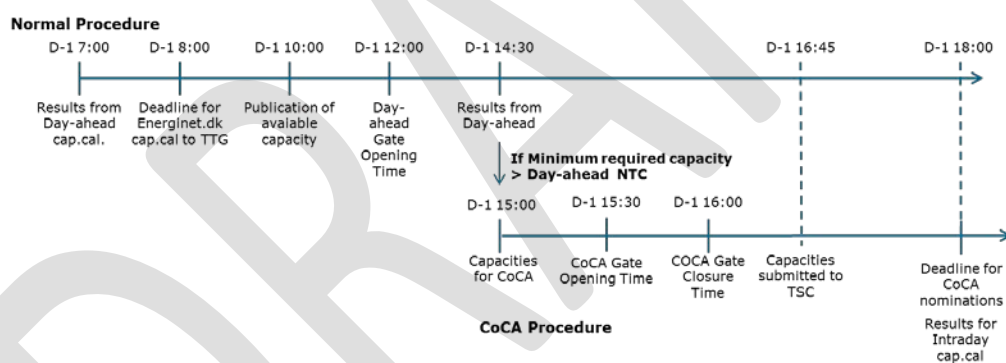 Normal Procedure
D-1 7:00 D-1 8:00 D-1 10:00 D-1 12:00 D-1 14:30 D-1 16:45 D-1 18:00
Results from
Day-ahead
cap.cal.
Deadline for
Energinet.dk
cap.cal to TTG
Publication of
avalable
capacity
Day-
ahead
Gate
Opening
Time
Results from
Day-ahead
If Minimum required capacity
> Day-ahead NTC
D-1 15:00 D-1 15:30 D-1 16:00
Capacities
for CoCA
CoCA Gate
Opening Time
COCA Gate
Closure
Time
Capacities
submitted to
TSC
Deadline for
CoCA
nominations
Results for
Intraday
cap.cal
CoCA Procedure
DRA